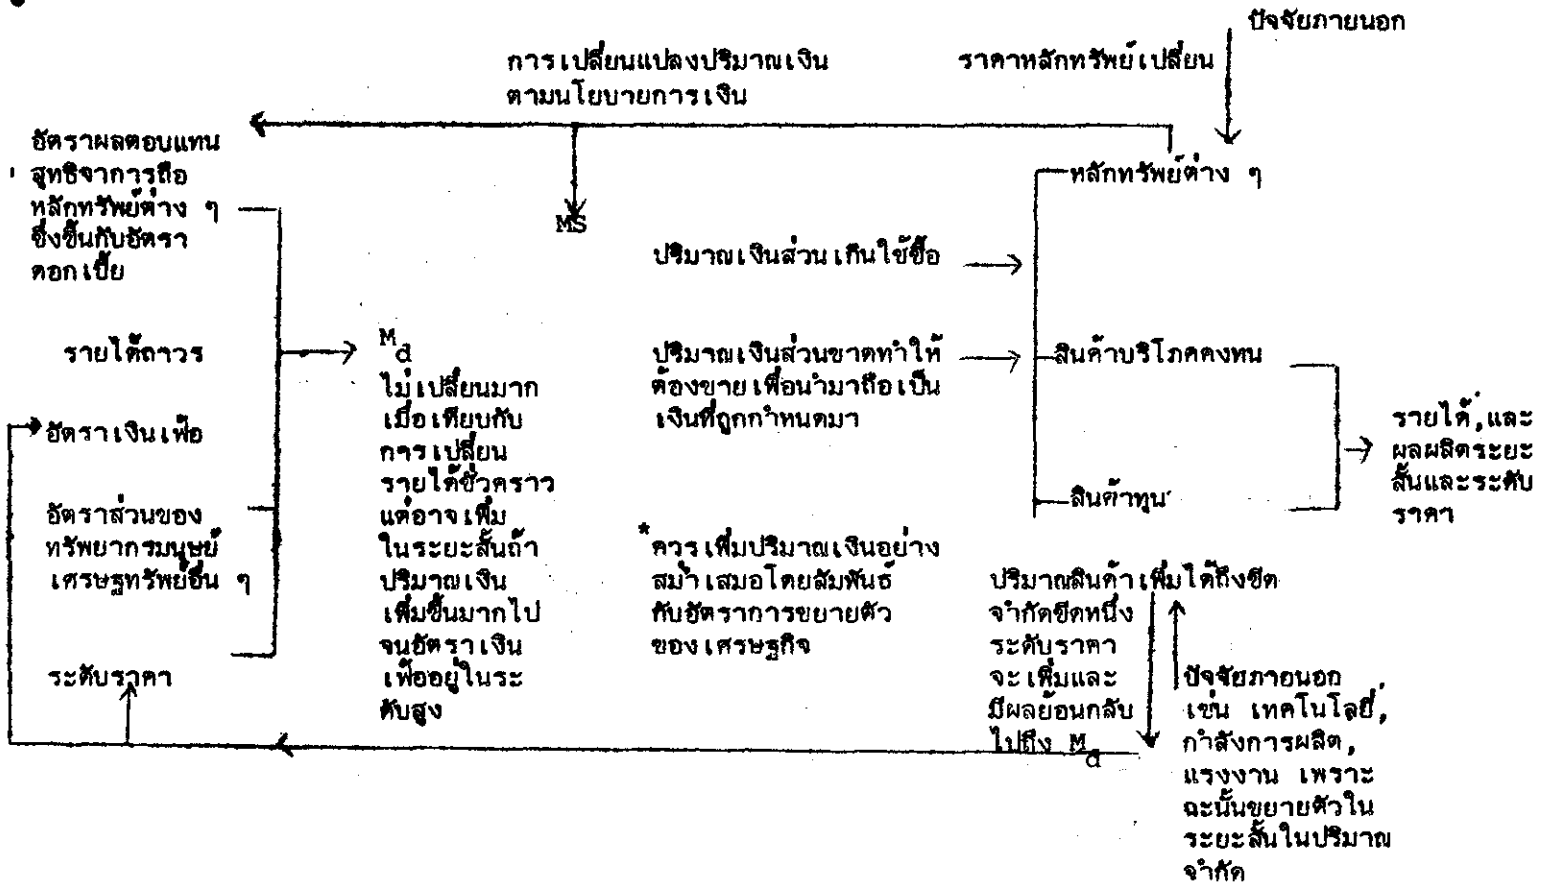 ปัจจัยภายนอก
การเปลี่ยนแปลงปริมาณเงิน
ตามนโยบายการเงิน
ราคาหลักทรัพย์เปลี่ยน
อัตราผลตอบแทน
สุทธิจาการถือ
หลักทรัพย์ต่าง ๆ
ซึ่งขึ้นกับอัตรา
ดอกเบี้ย
รายได้ถาวร
อัตราเงินเฟ้อ
อัตราส่วนของ
ทรัพยากรมนุษย์
เศรษฐทรัพย์อื่น ๆ
ระดับราคา
MS
Md
ไม่เปลี่ยนมาก
เมื่อเทียบกับ
การเปลี่ยน
รายได้ชั่วคราว
แต่อาจเพิ่ม
ในระยะสั้นถ้า
ปริมาณเงิน
เพิ่มขึ้นมากไป
จนอัตราเงิน
เฟ้ออยู่ในระ
ดับสูง
ปริมาณเงินส่วนเกินใช้ซื้อ
ปริมาณเงินส่วนขาดทำให้
ต้องขายเพื่อนำมาถือเป็น
เงินที่ถูกกำหนดมา
*ควรเพิ่มปริมาณเงินอย่าง
สม่ำเสมอโดยสัมพันธ์
กับอัตราการขยายตัว
ของเศรษฐกิจ
หลักทรัพย์ต่าง ๆ
สินค้าบริโภคคงทน
สินค้าทุน
รายได้,และ
ผลผลิตระยะ
สั้นและระดับ
ราคา
ปริมาณสินค้าเพิ่มได้ถึงขีด
จำกัดขีดหนึ่ง
ระดับราคา
จะเพิ่มและ
มีผลย้อนกลับ
ไปถึง Md
ปัจจัยภายนอก
เช่น เทคโนโลยี่,
กำลังการผลิต,
แรงงาน เพราะ
ฉะนั้นขยายตัวใน
ระยะสั้นในปริมาณ
จำกัด